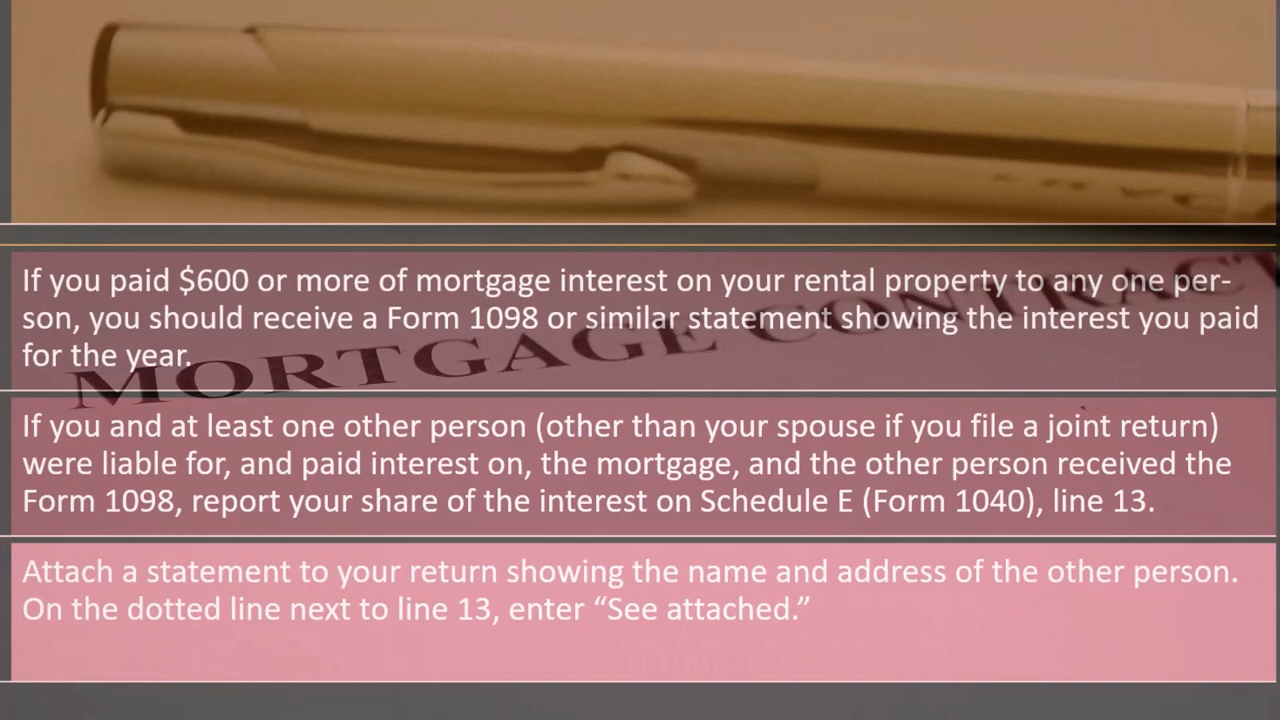 If you paid $600 or more of mortgage interest on your rental property to any one per-
son, you should receive a Form 1098 or similar statement showing the interest you paid
for the year.
MORTGAGE CONTRACT
If you and at least one other person (other than your spouse if you file a joint return)
were liable for, and paid interest on, the mortgage, and the other person received the
Form 1098, report your share of the interest on Schedule E (Form 1040), line 13.
Attach a statement to your return showing the name and address of the other person.
On the dotted line next to line 13, enter “See attached.”